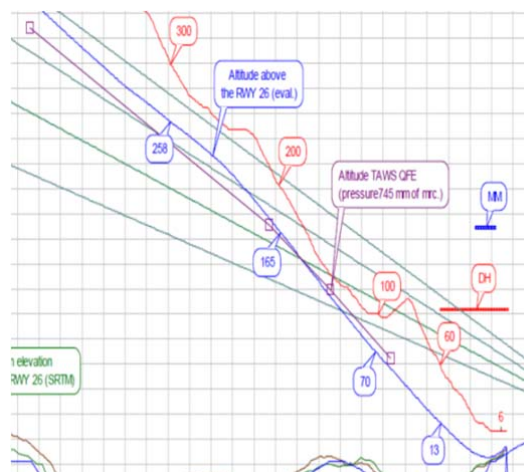 300
Altitude above
the RWY 26 (eval.)
258
200
Altitude TAWS QFE
(pressure745 mm of mrc.)
MM
165
DH
100
60
n elevation
RWY 26 (SRTM)
70
6
13